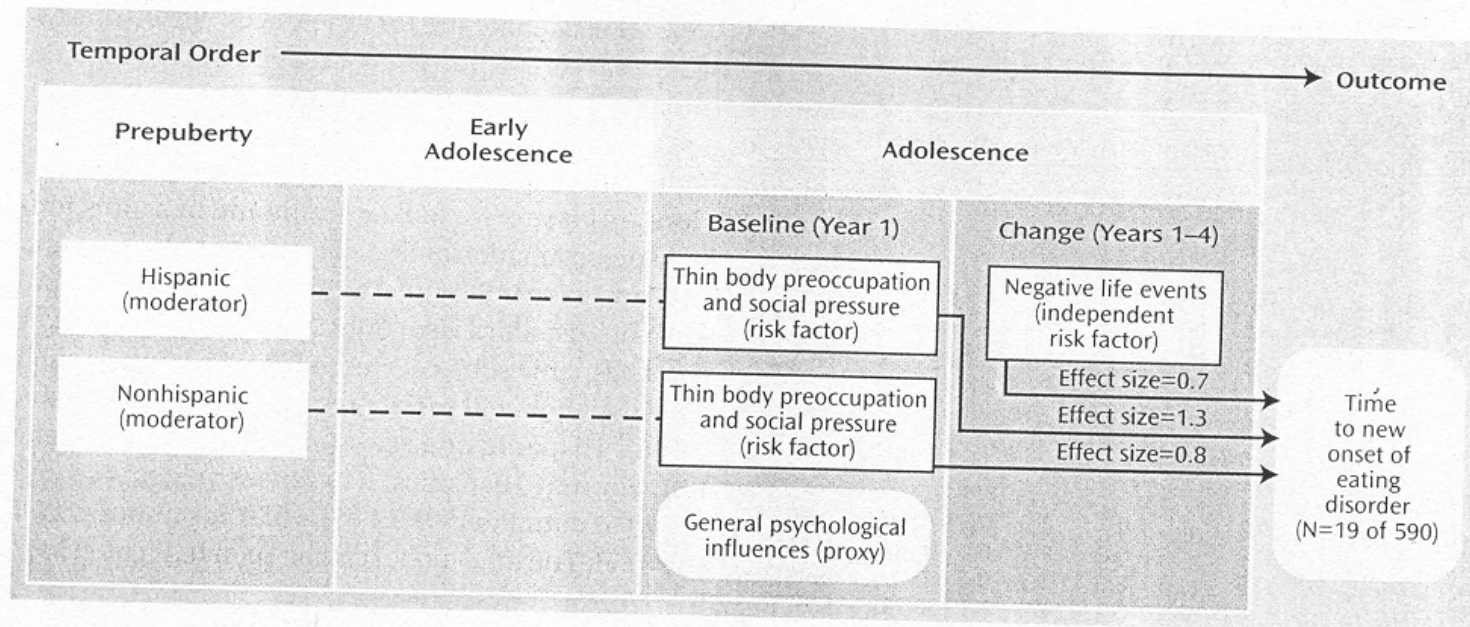 Temporal Order
Outcome
Prepuberty
Early
Adolescence
Adolescence
Baseline (Year 1)
Change (Years 1–4)
Hispanic
(moderator)
Thin body preoccupation
and social pressure
(risk factor)
Negative life events
(independent
risk factor)
Effect size=0.7
Nonhispanic
(moderator)
Thin body preoccupation
and social pressure
(risk factor)
Effect size=1.3
Effect size=0.8
General psychological
influences (proxy)
Time
to new
onset of
eating
disorder
(N=19 of 590)